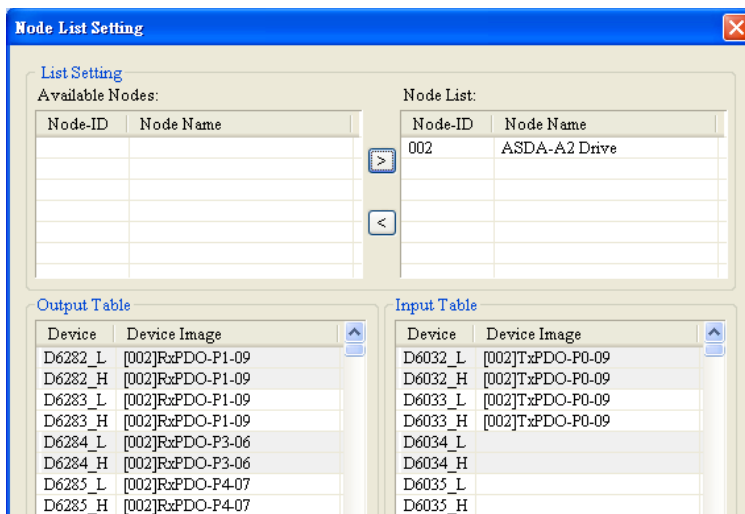 Node List Setting
List Setting
Available Nodes:
Node-ID Node Name
>
<
Node List:
Node-ID Node Name
002 ASDA-A2 Drive
Output Table
Device Device Image
D6282_L [002]RxPDO-P1-09
D6282_H [002]RxPDO-P1-09
D6283_L [002]RxPDO-P1-09
D6283_H [002]RxPDO-P1-09
D6284_L [002]RxPDO-P3-06
D6284_H [002]RxPDO-P3-06
D6285_L [002]RxPDO-P4-07
D6285_H [002]RxPDO-P4-07
Input Table
Device Device Image
D6032_L [002]TxPDO-P0-09
D6032_H [002]TxPDO-P0-09
D6033_L [002]TxPDO-P0-09
D6033_H [002]TxPDO-P0-09
D6034_L
D6034_H
D6035_L
D6035_H